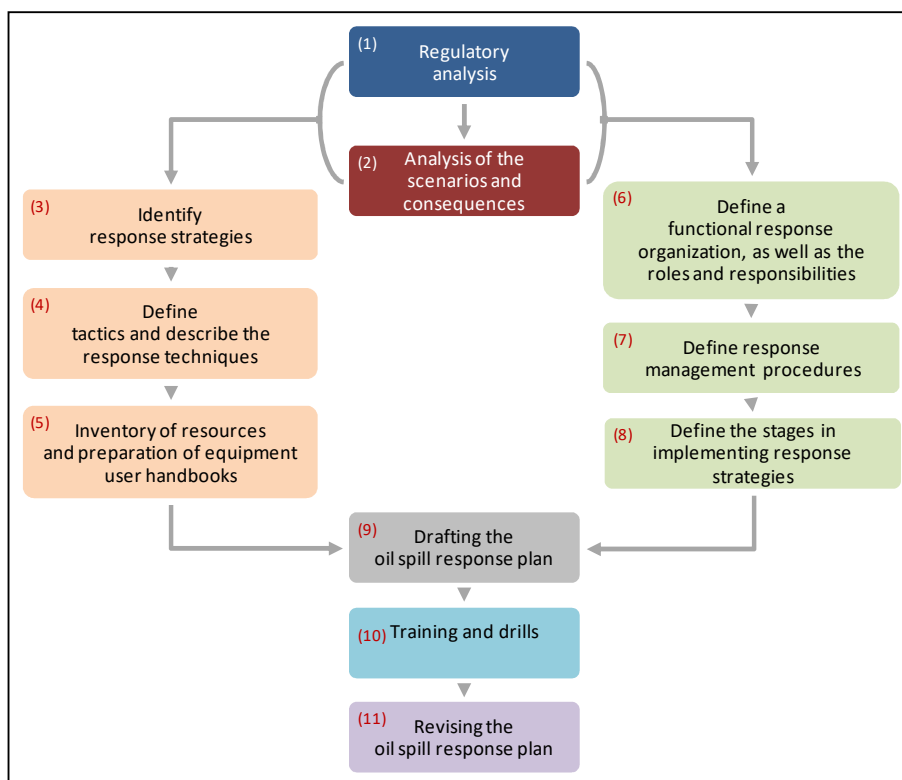 (1)
Regulatory
analysis
(2)
Analysis of the
scenarios and
consequences
(3)
Identify
response strategies
(4)
Define
tactics and describe the
response techniques
(5)
Inventory of resources
and preparation of equipment
user handbooks
(6)
Define a
functional response
organization, as well as the
roles and responsibilities
(7)
Define response
management procedures
(8)
Define the stages in
implementing response
strategies
(9)
Drafting the
oil spill response plan
(10)
Training and drills
(11)
Revising the
oil spill response plan